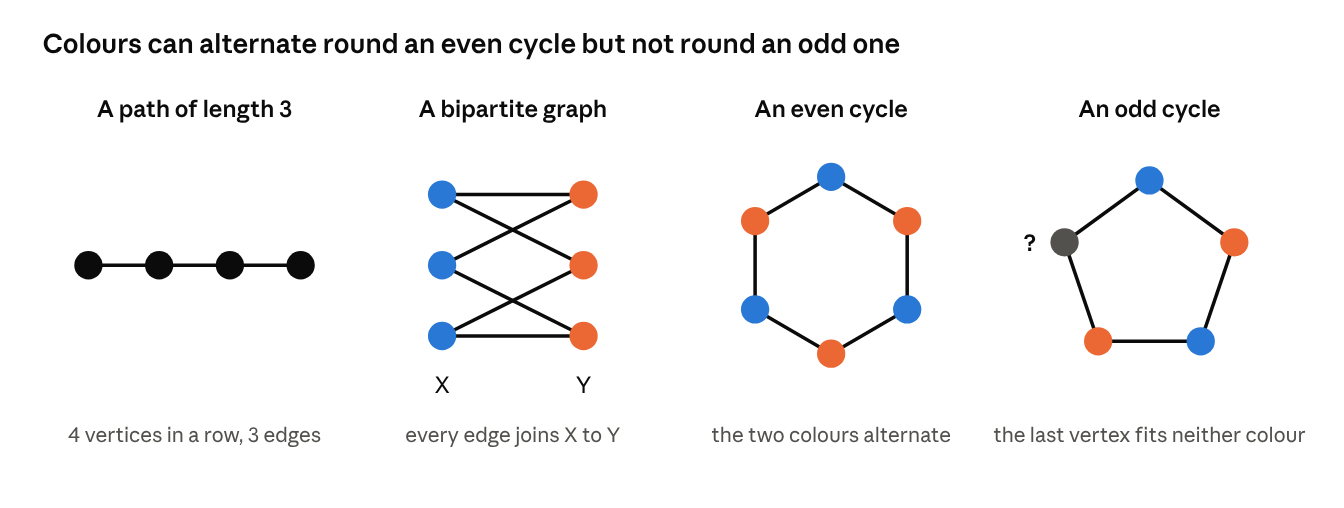 Colours can alternate round an even cycle but not round an odd one
A path of length 3
A bipartite graph
An even cycle
An odd cycle
?
X
Y
4 vertices in a row, 3 edges
every edge joins X to Y
the two colours alternate
the last vertex fits neither colour